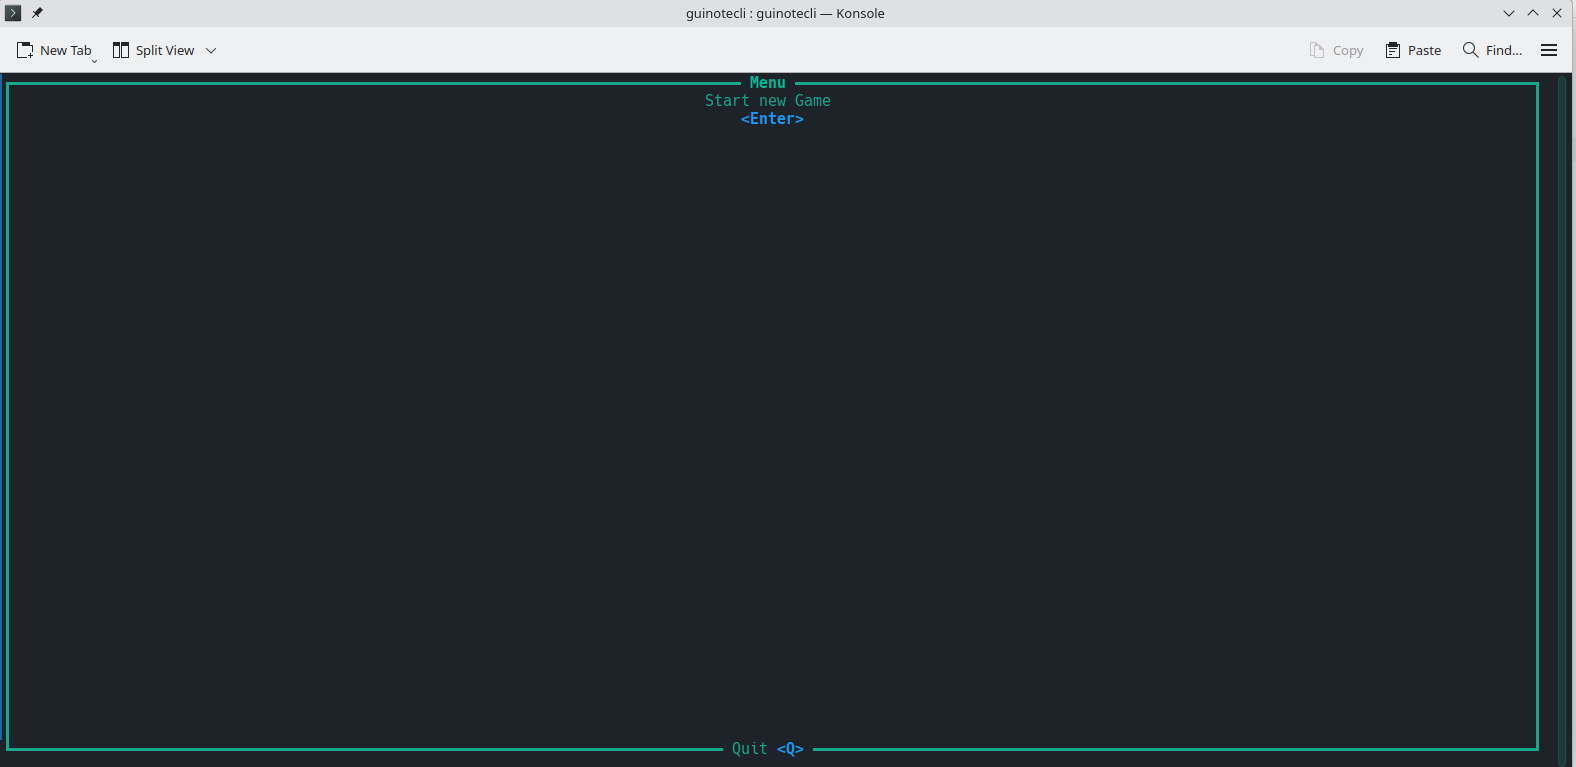 guinotecli : guinotecli — Konsole
New Tab Split View Copy Paste Find...
Menu
Start new Game
<Enter>
Quit <Q>